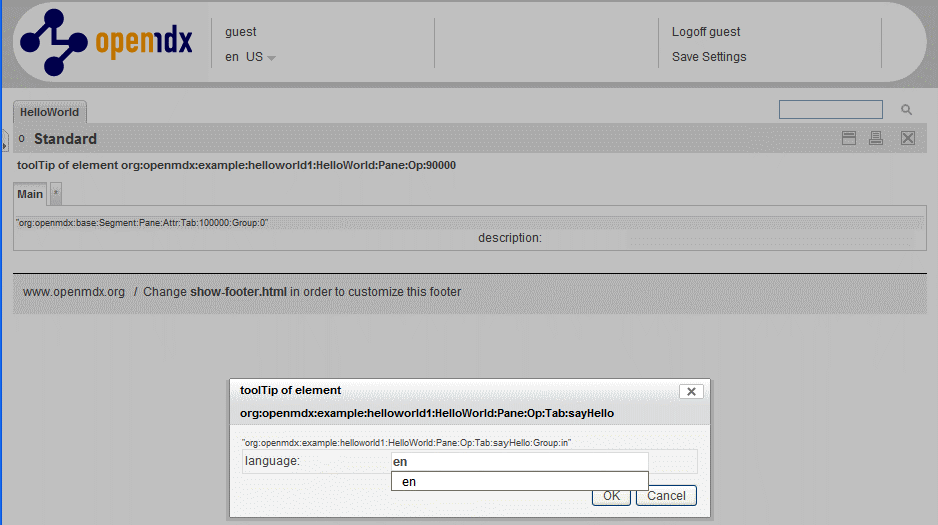 openmdx
guest
en US
Logoff guest
Save Settings
HelloWorld
o Standard
toolTip of element org:openmdx:example:helloworld1:HelloWorld:Pane:Op:90000
Main *
"org:openmdx:base:Segment:Pane:Attr:Tab:100000:Group:0"
description:
www.openmdx.org / Change show-footer.html in order to customize this footer
toolTip of element
org:openmdx:example:helloworld1:HelloWorld:Pane:Op:Tab:sayHello
"org:openmdx:example:helloworld1:HelloWorld:Pane:Op:Tab:sayHello:Group:in"
language: en
en
OK Cancel